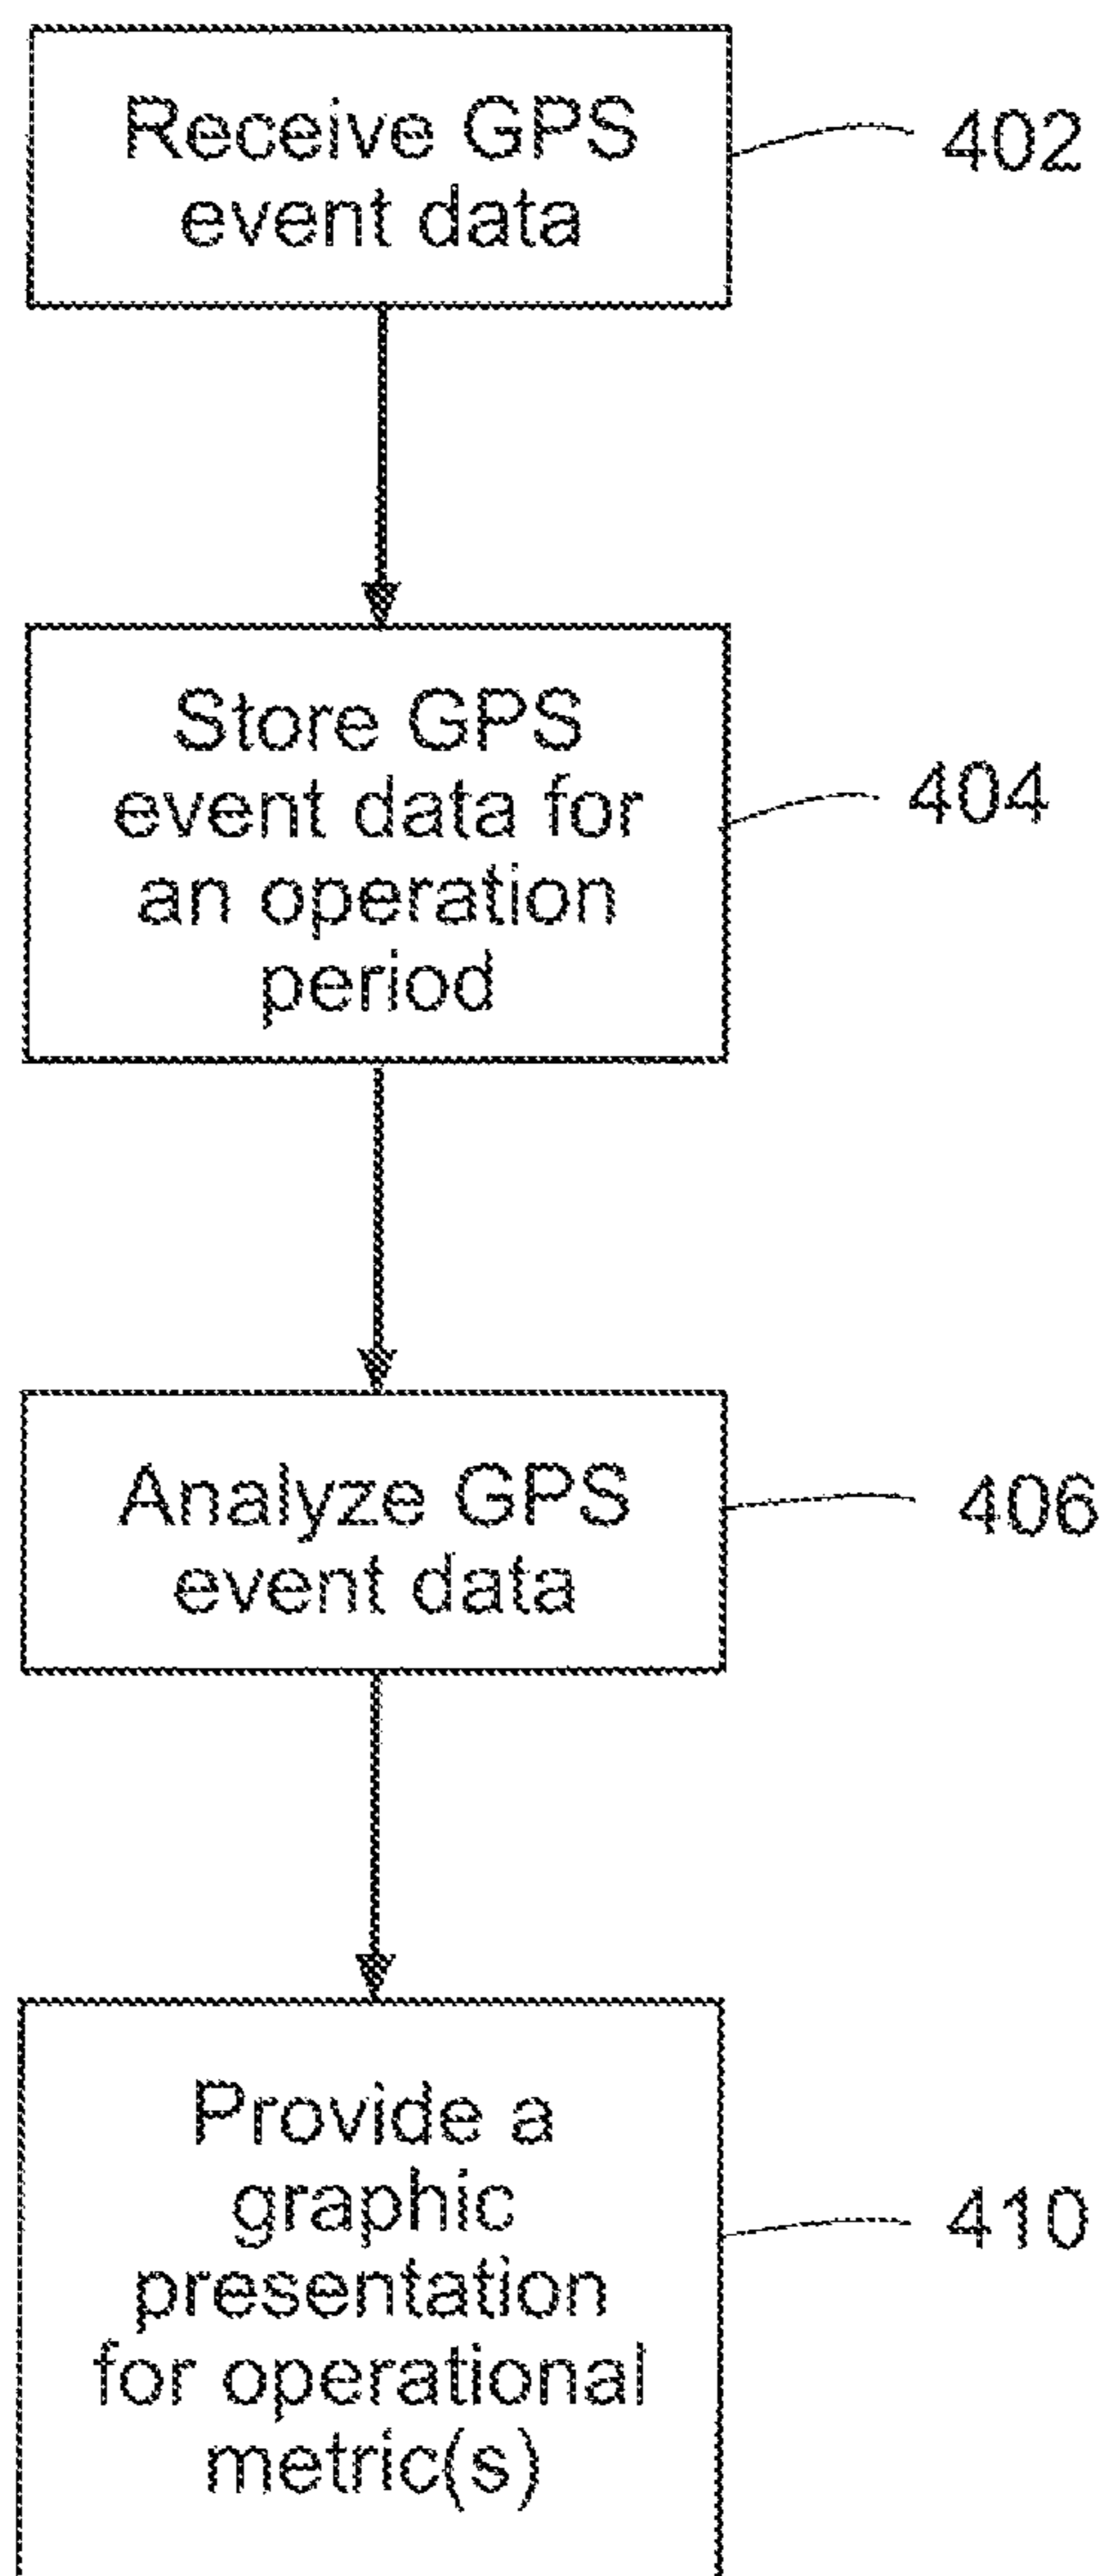 Receive GPS
event data
402
Store GPS
event data for
an operation
period
404
Analyze GPS
event data
406
Provide a
graphic
presentation
for operational
metric(s)
410